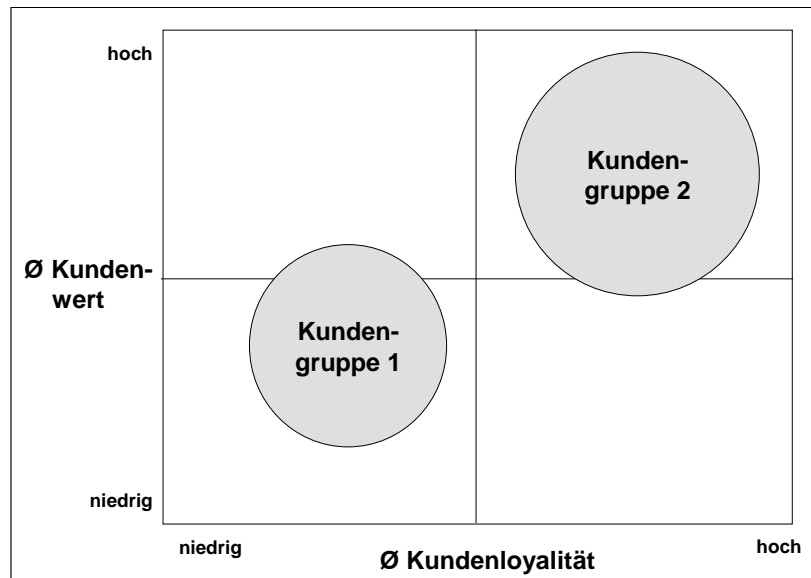 hoch
Kunden-
gruppe 2
Ø Kunden-
wert
Kunden-
gruppe 1
niedrig
niedrig
hoch
Ø Kundenloyalität